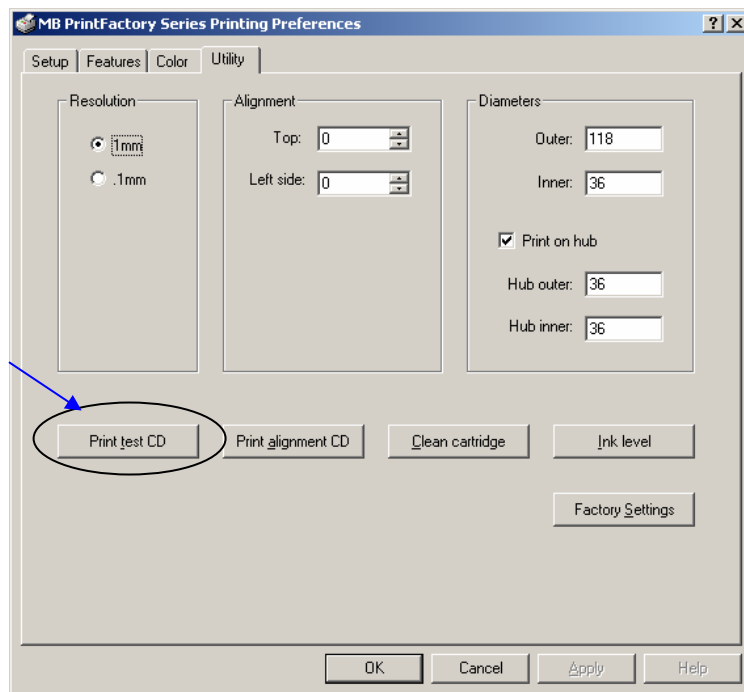 MB PrintFactory Series Printing Preferences
Setup Features Color Utility
Resolution
1mm
.1mm
Alignment
Top: 0
Left side: 0
Diameters
Outer: 118
Inner: 36
Print on hub
Hub outer: 36
Hub inner: 36
Print test CD Print alignment CD Clean cartridge Ink level
Factory Settings
OK Cancel Apply Help